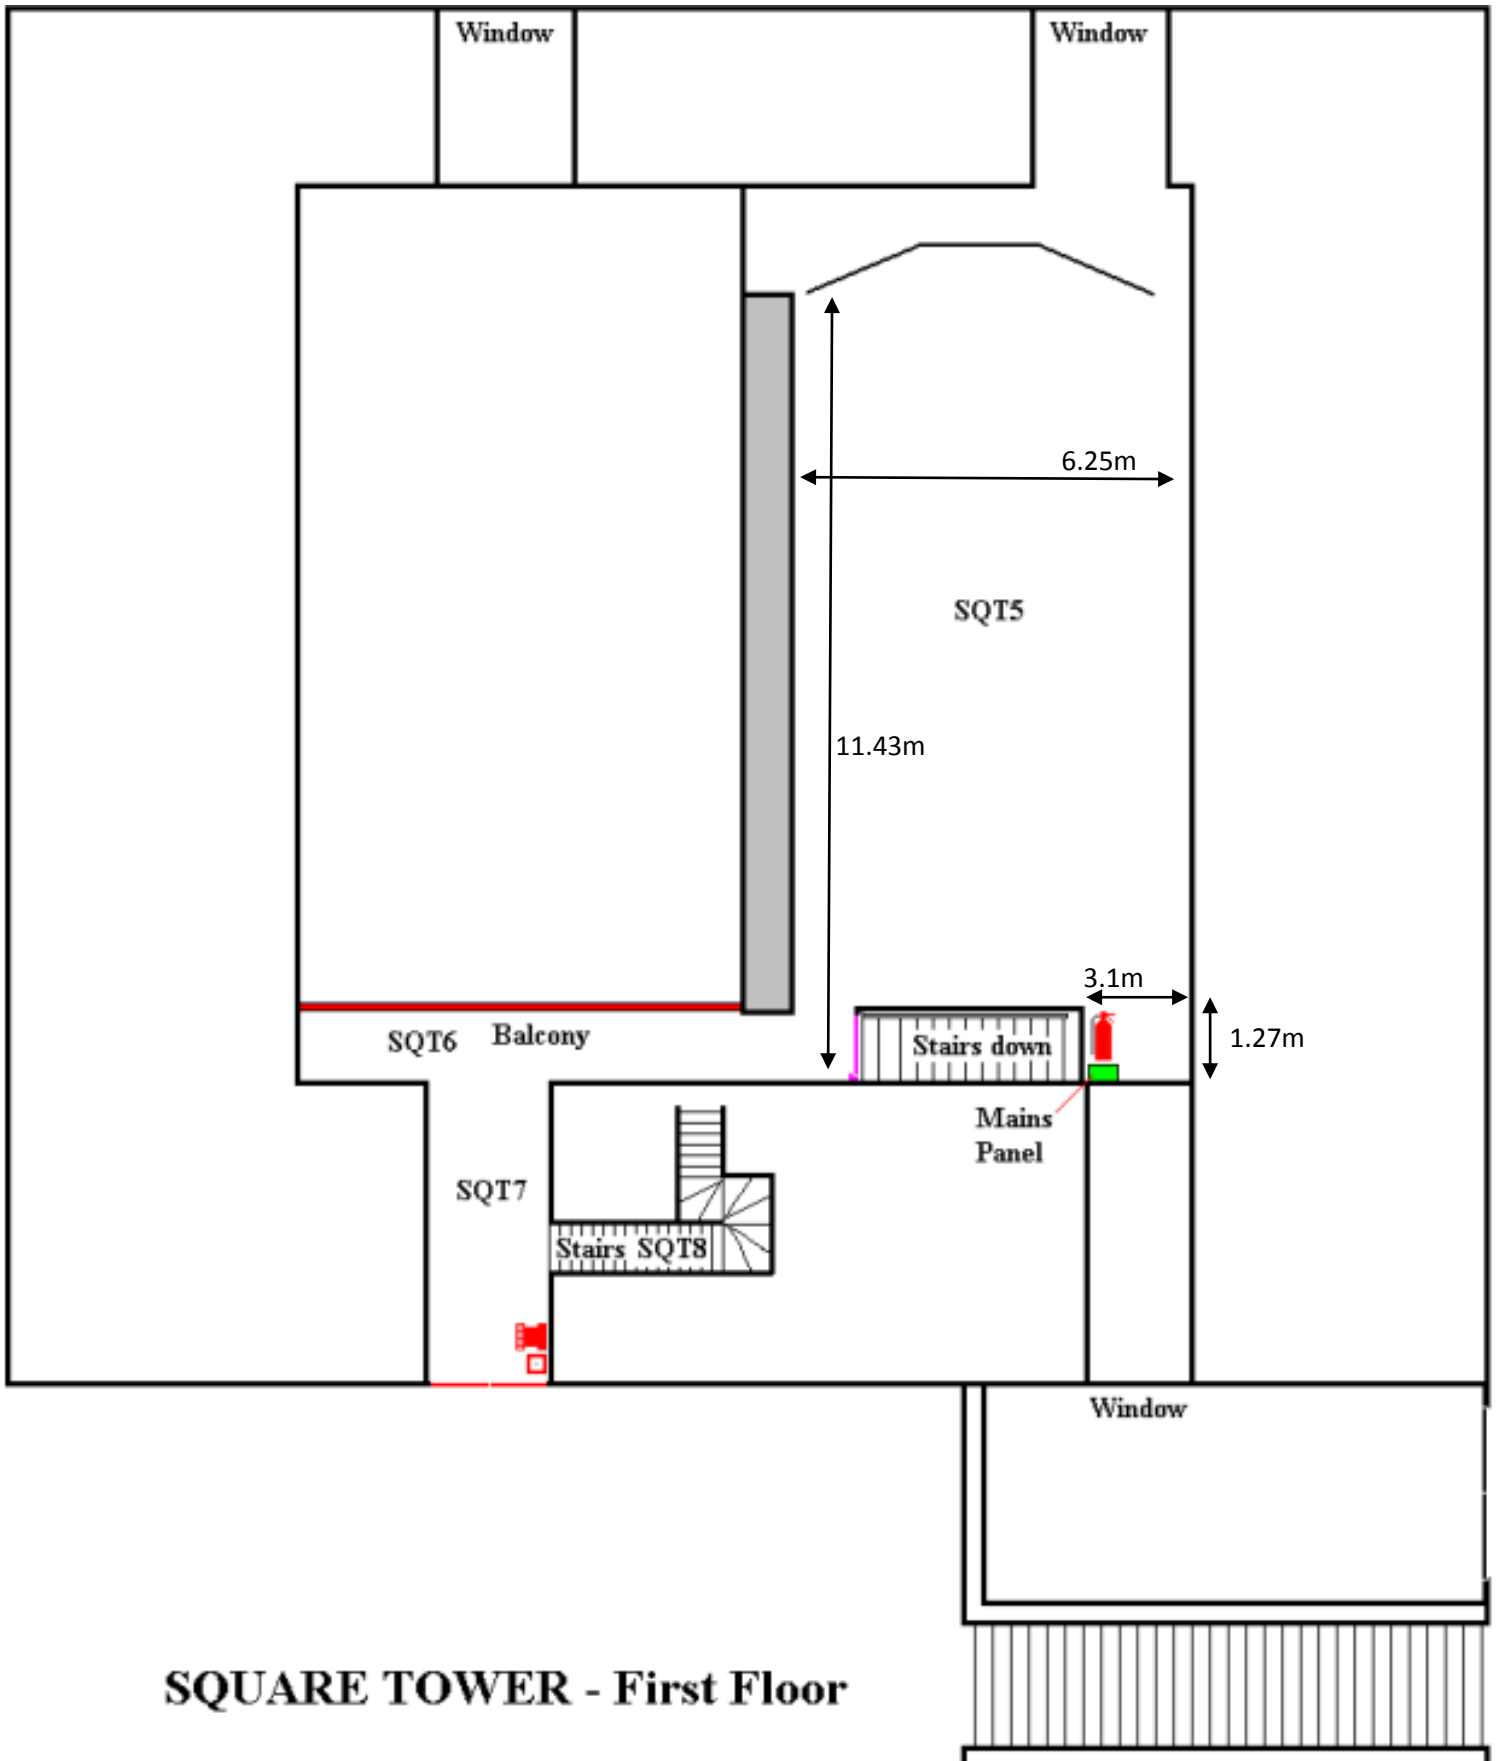 Window
Window
6.25m
SQT5
11.43m
3.1m
SQT6 Balcony
Stairs down
1.27m
Mains
Panel
SQT7
Stairs SQT8
Window
SQUARE TOWER - First Floor